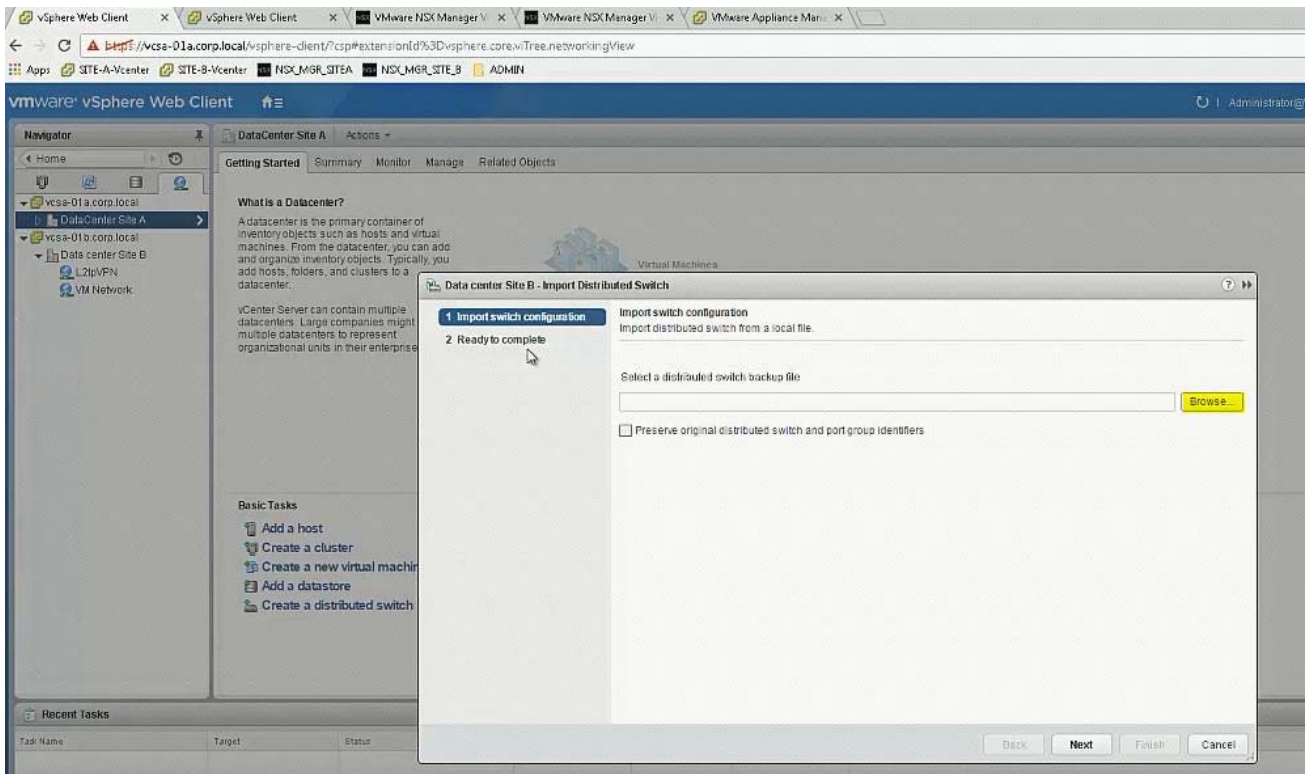 vSphere Web Client
vSphere Web Client
VMware NSX Manager V
VMware NSX Manager V
VMware Appliance Man
https://vcsa-01a.corp.local/vsphere-client/?csp#extensionId%3Dvsphere.core.viTree.networkingView
Apps SITE-A-Vcenter SITE-B-Vcenter NSX_MGR_SITEA NSX_MGR_SITE_B ADMIN
vmware vSphere Web Client
Administrator@
Navigator
Home
vcsa-01a.corp.local
DataCenter Site A
vcsa-01b.corp.local
Data center Site B
L2tpVPN
VM Network
DataCenter Site A Actions
Getting Started Summary Monitor Manage Related Objects
What is a Datacenter?
A datacenter is the primary container of
inventory objects such as hosts and virtual
machines. From the datacenter, you can add
and organize inventory objects. Typically, you
add hosts, folders, and clusters to a
datacenter.
vCenter Server can contain multiple
datacenters. Large companies might
multiple datacenters to represent
organizational units in their enterprise
Virtual Machines
Basic Tasks
Add a host
Create a cluster
Create a new virtual machin
Add a datastore
Create a distributed switch
Data center Site B - Import Distributed Switch
1 Import switch configuration
2 Ready to complete
Import switch configuration
Import distributed switch from a local file.
Select a distributed switch backup file
Browse...
Preserve original distributed switch and port group identifiers
Back Next Finish Cancel
Recent Tasks
Task Name Target Status